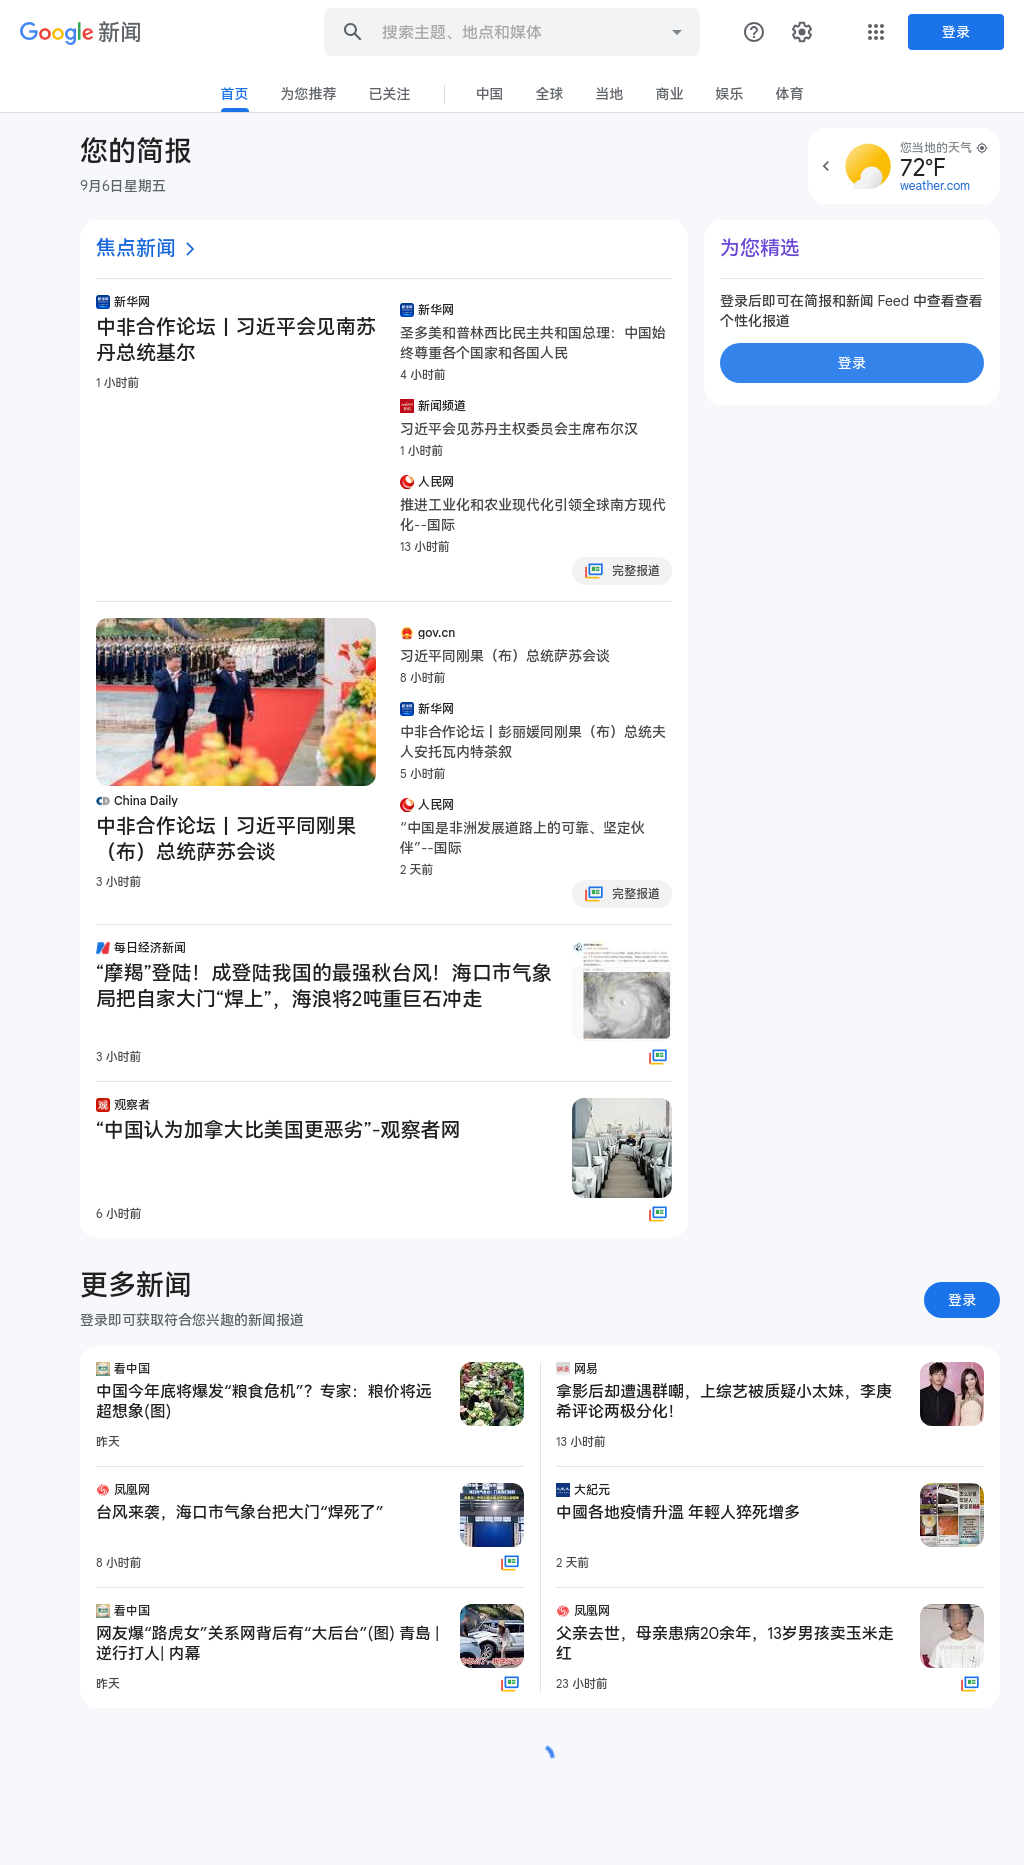 Google 新闻
搜索主题、地点和媒体
登录
首页
为您推荐
已关注
中国
全球
当地
商业
娱乐
体育
您的简报
9月6日星期五
您当地的天气
72°F
weather.com
焦点新闻
新华网
中非合作论坛丨习近平会见南苏
丹总统基尔
1 小时前
新华网
圣多美和普林西比民主共和国总理：中国始
终尊重各个国家和各国人民
4 小时前
新闻频道
习近平会见苏丹主权委员会主席布尔汉
1 小时前
人民网
推进工业化和农业现代化引领全球南方现代
化--国际
13 小时前
完整报道
为您精选
登录后即可在简报和新闻 Feed 中查看查看
个性化报道
登录
China Daily
中非合作论坛丨习近平同刚果
（布）总统萨苏会谈
3 小时前
gov.cn
习近平同刚果（布）总统萨苏会谈
8 小时前
新华网
中非合作论坛丨彭丽媛同刚果（布）总统夫
人安托瓦内特茶叙
5 小时前
人民网
“中国是非洲发展道路上的可靠、坚定伙
伴”--国际
2 天前
完整报道
每日经济新闻
“摩羯”登陆！成登陆我国的最强秋台风！海口市气象
局把自家大门“焊上”，海浪将2吨重巨石冲走
3 小时前
观察者
“中国认为加拿大比美国更恶劣”-观察者网
6 小时前
更多新闻
登录即可获取符合您兴趣的新闻报道
登录
看中国
中国今年底将爆发“粮食危机”？专家：粮价将远
超想象(图)
昨天
网易
拿影后却遭遇群嘲，上综艺被质疑小太妹，李庚
希评论两极分化！
13 小时前
凤凰网
台风来袭，海口市气象台把大门“焊死了”
8 小时前
大紀元
中國各地疫情升溫 年輕人猝死增多
2 天前
看中国
网友爆“路虎女”关系网背后有“大后台”(图) 青島 |
逆行打人| 内幕
昨天
凤凰网
父亲去世，母亲患病20余年，13岁男孩卖玉米走
红
23 小时前